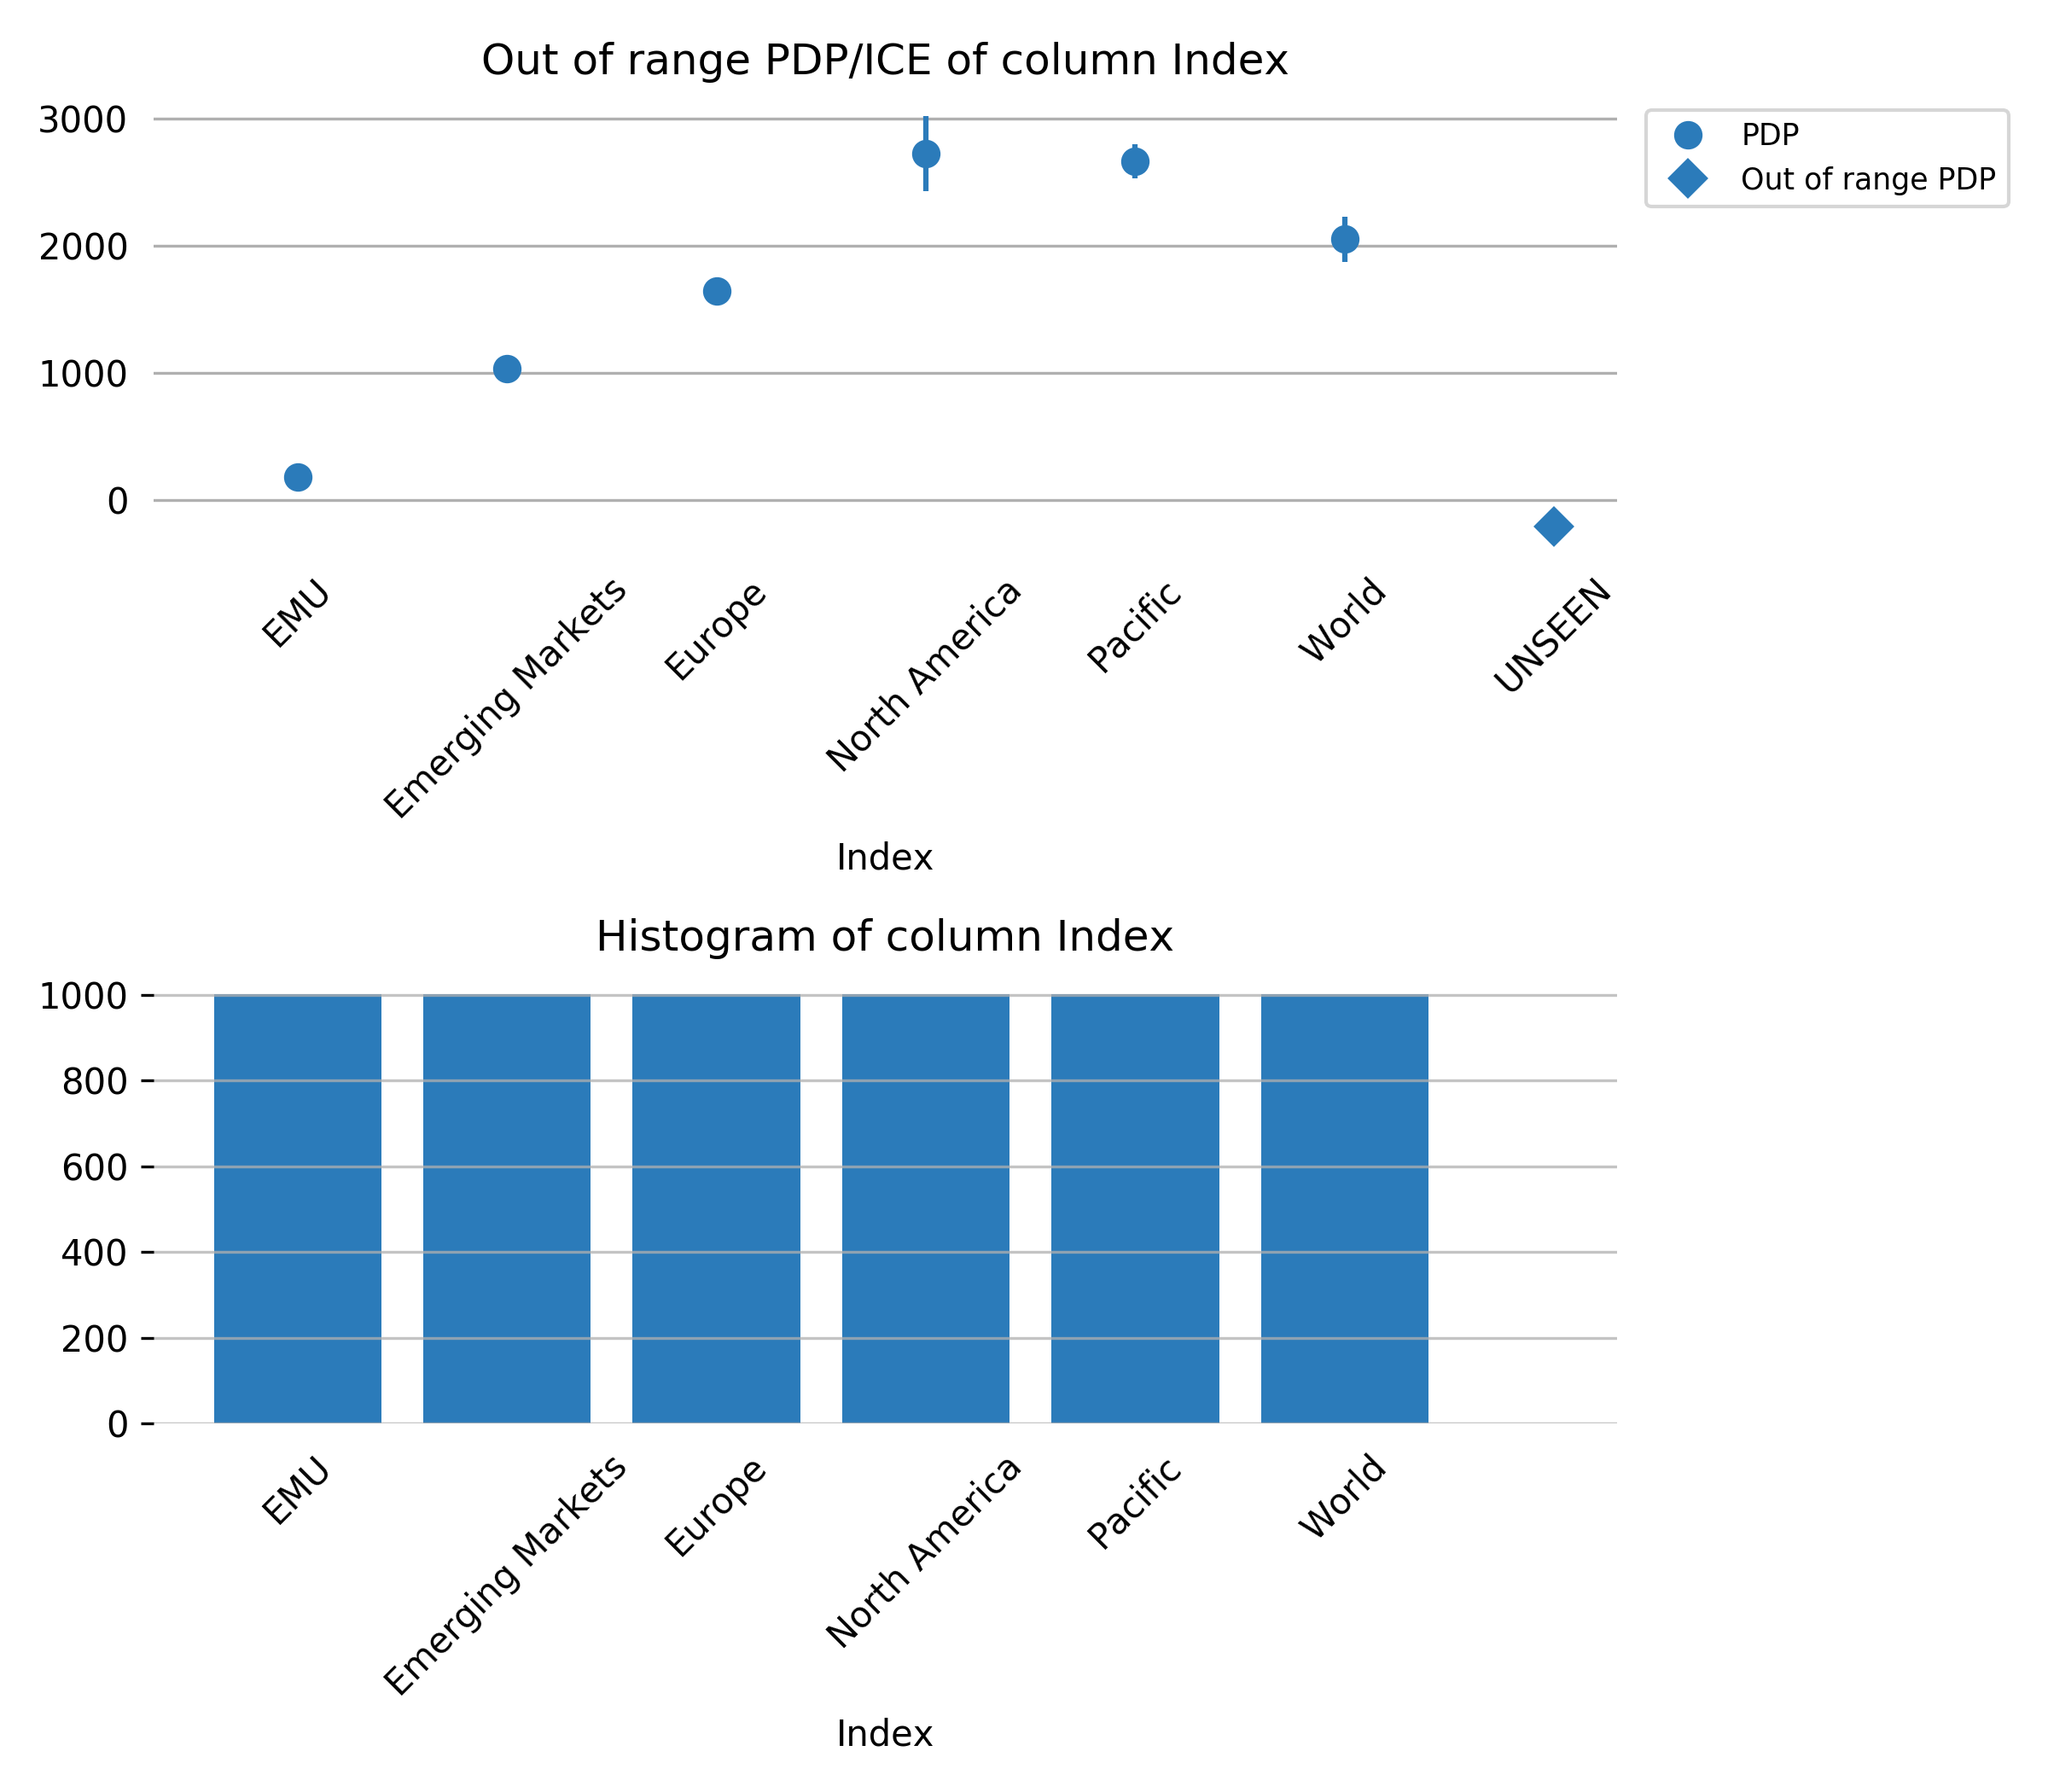 Out of range PDP/ICE of column Index
3000
2000
1000
0
PDP
Out of range PDP
EMU
Emerging Markets
Europe
North America
Pacific
World
UNSEEN
Index
Histogram of column Index
1000
800
600
400
200
0
EMU
Emerging Markets
Europe
North America
Pacific
World
Index